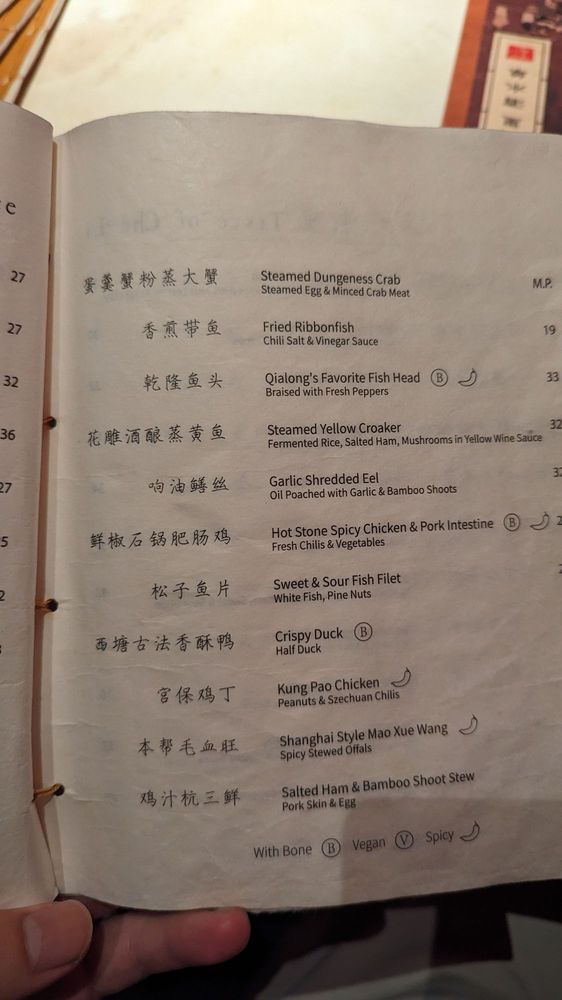 蛋羹蟹粉蒸大蟹 Steamed Dungeness Crab M.P.
Steamed Egg & Minced Crab Meat
香煎带鱼 Fried Ribbonfish 19
Chili Salt & Vinegar Sauce
乾隆鱼头 Qialong's Favorite Fish Head B 33
Braised with Fresh Peppers
花雕酒酿蒸黄鱼 Steamed Yellow Croaker 32
Fermented Rice, Salted Ham, Mushrooms in Yellow Wine Sauce
响油鳝丝 Garlic Shredded Eel
Oil Poached with Garlic & Bamboo Shoots
鲜椒石锅肥肠鸡 Hot Stone Spicy Chicken & Pork Intestine B
Fresh Chilis & Vegetables
松子鱼片 Sweet & Sour Fish Filet
White Fish, Pine Nuts
西塘古法香酥鸭 Crispy Duck B
Half Duck
宫保鸡丁 Kung Pao Chicken
Peanuts & Szechuan Chilis
本帮毛血旺 Shanghai Style Mao Xue Wang
Spicy Stewed Offals
鸡汁杭三鲜 Salted Ham & Bamboo Shoot Stew
Pork Skin & Egg
With Bone B Vegan V Spicy
27
27
32
36